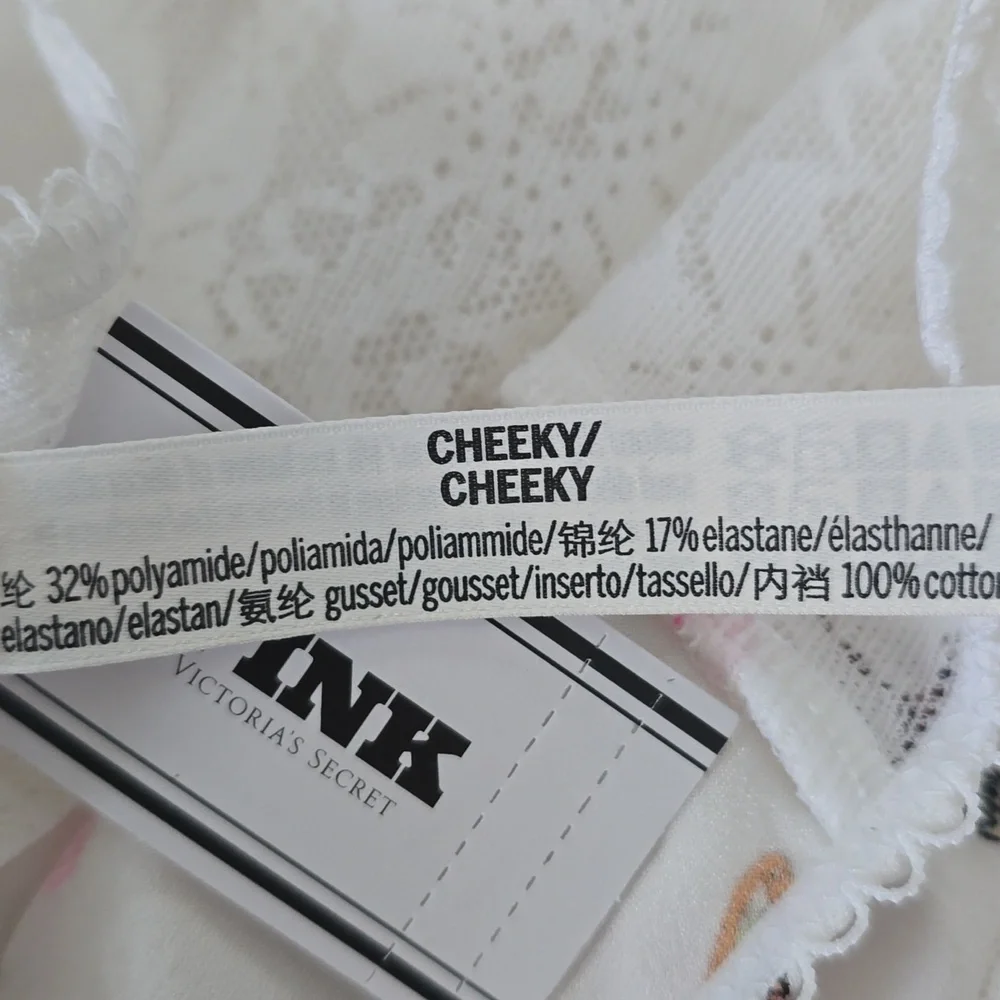 CHEEKY/
CHEEKY
纶 32% polyamide/poliamida/poliammide/锦纶 17% elastane/élasthanne/
elastano/elastan/氨纶 gusset/gousset/inserto/tassello/内裆 100% cotton
INK
VICTORIA'S SECRET